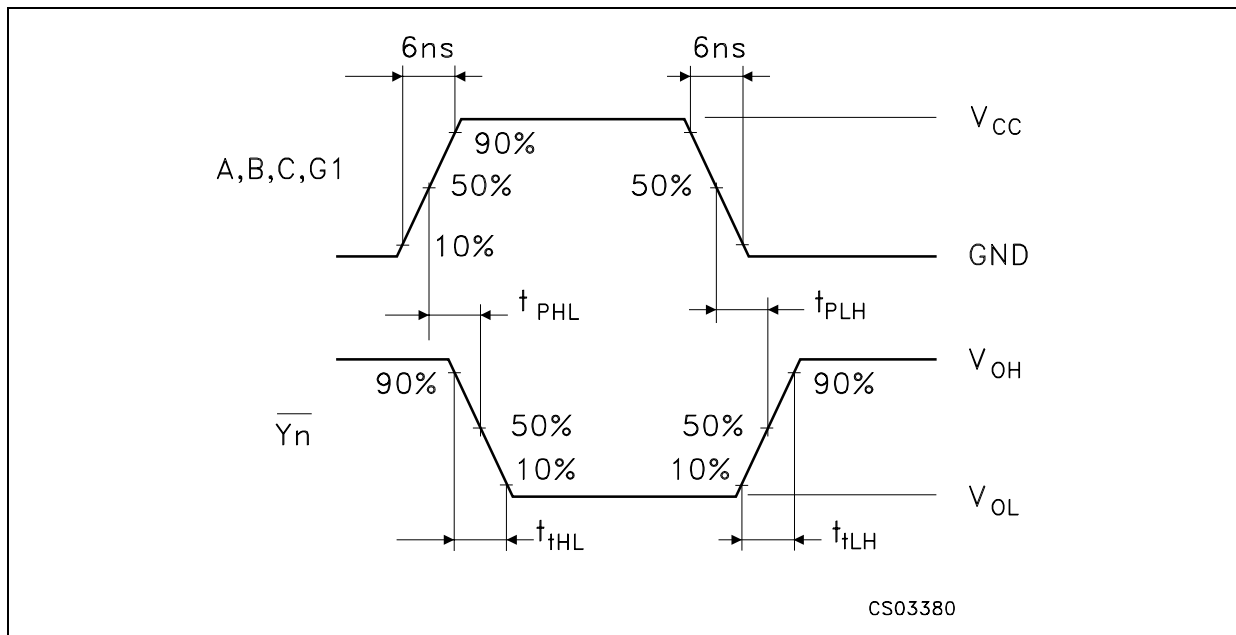 6ns 6ns
V_CC
90%
A,B,C,G1
50% 50%
10%
GND
t_PHL t_PLH
V_OH
90% 90%
Yn
50% 50%
10% 10%
V_OL
t_tHL t_tLH
CS03380